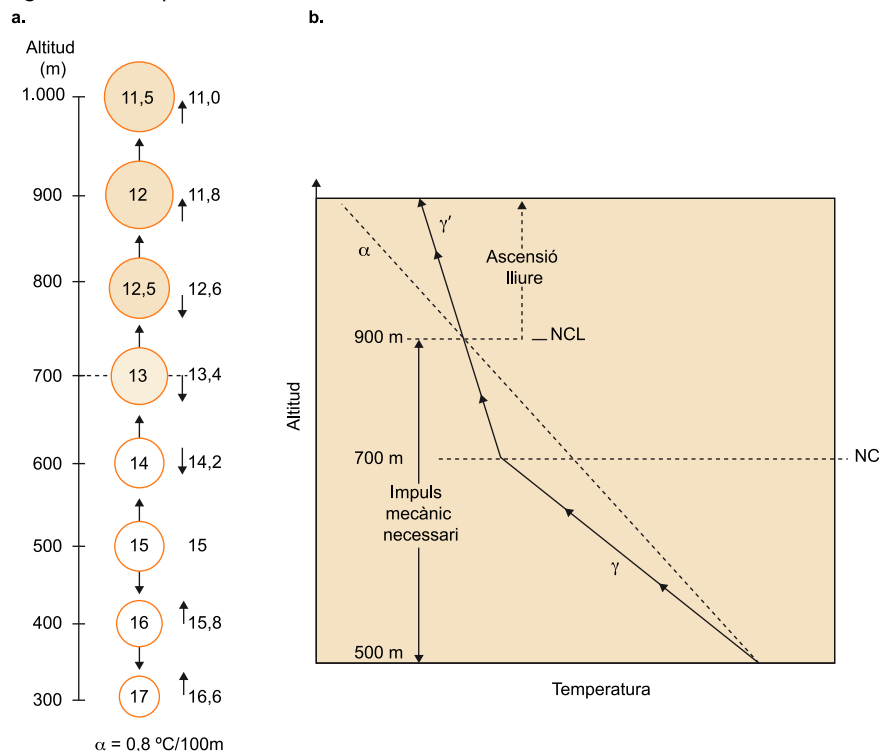 a.
Altitud
(m)
1.000 11,5 11,0
900 12 11,8
800 12,5 12,6
700 13 13,4
600 14 14,2
500 15 15
400 16 15,8
300 17 16,6
α = 0,8 ºC/100m
b.
Altitud
γ'
α
Ascensió
lliure
900 m
NCL
700 m
NC
Impuls
mecànic
necessari
γ
500 m
Temperatura